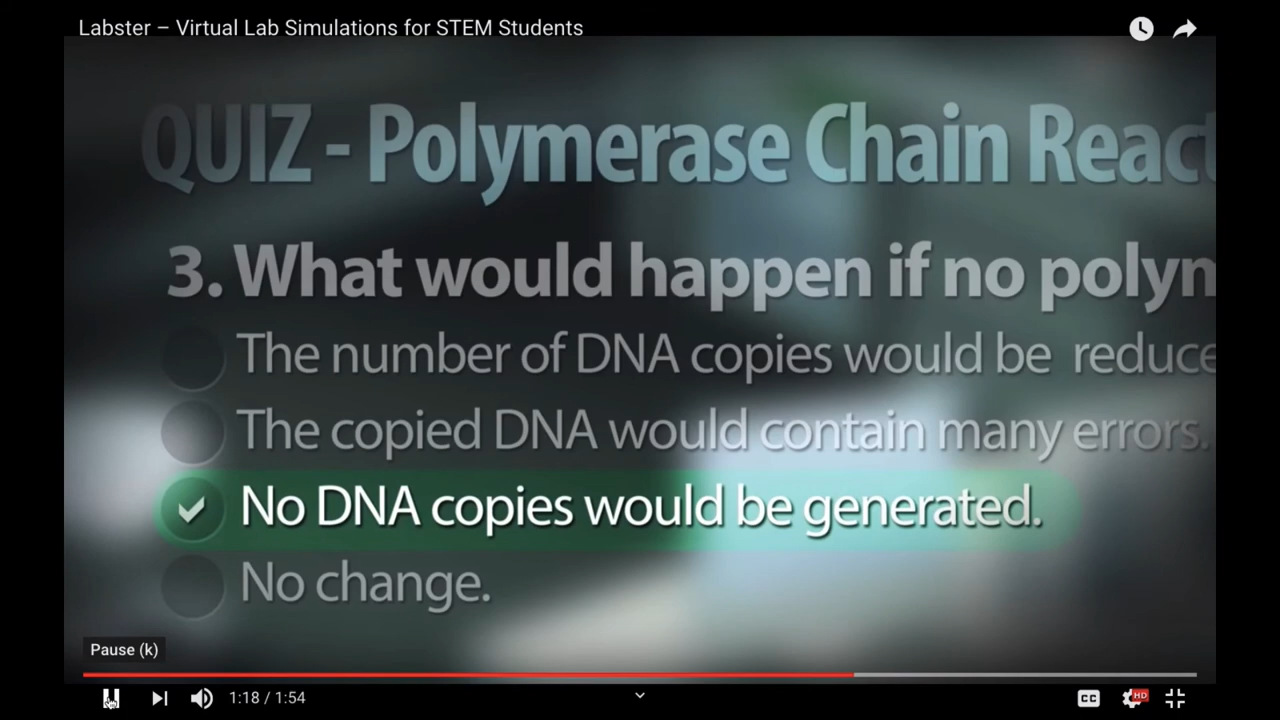 Labster – Virtual Lab Simulations for STEM Students
QUIZ - Polymerase Chain React
3. What would happen if no polym
The number of DNA copies would be reduce
The copied DNA would contain many errors.
No DNA copies would be generated.
No change.
Pause (k)
1:18 / 1:54
CC
HD